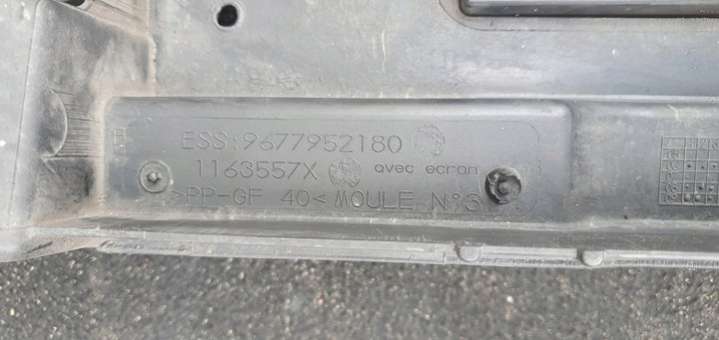 ESS:9677952180
1163557X avec ecran
>PP-GF 40< MOULE N°3